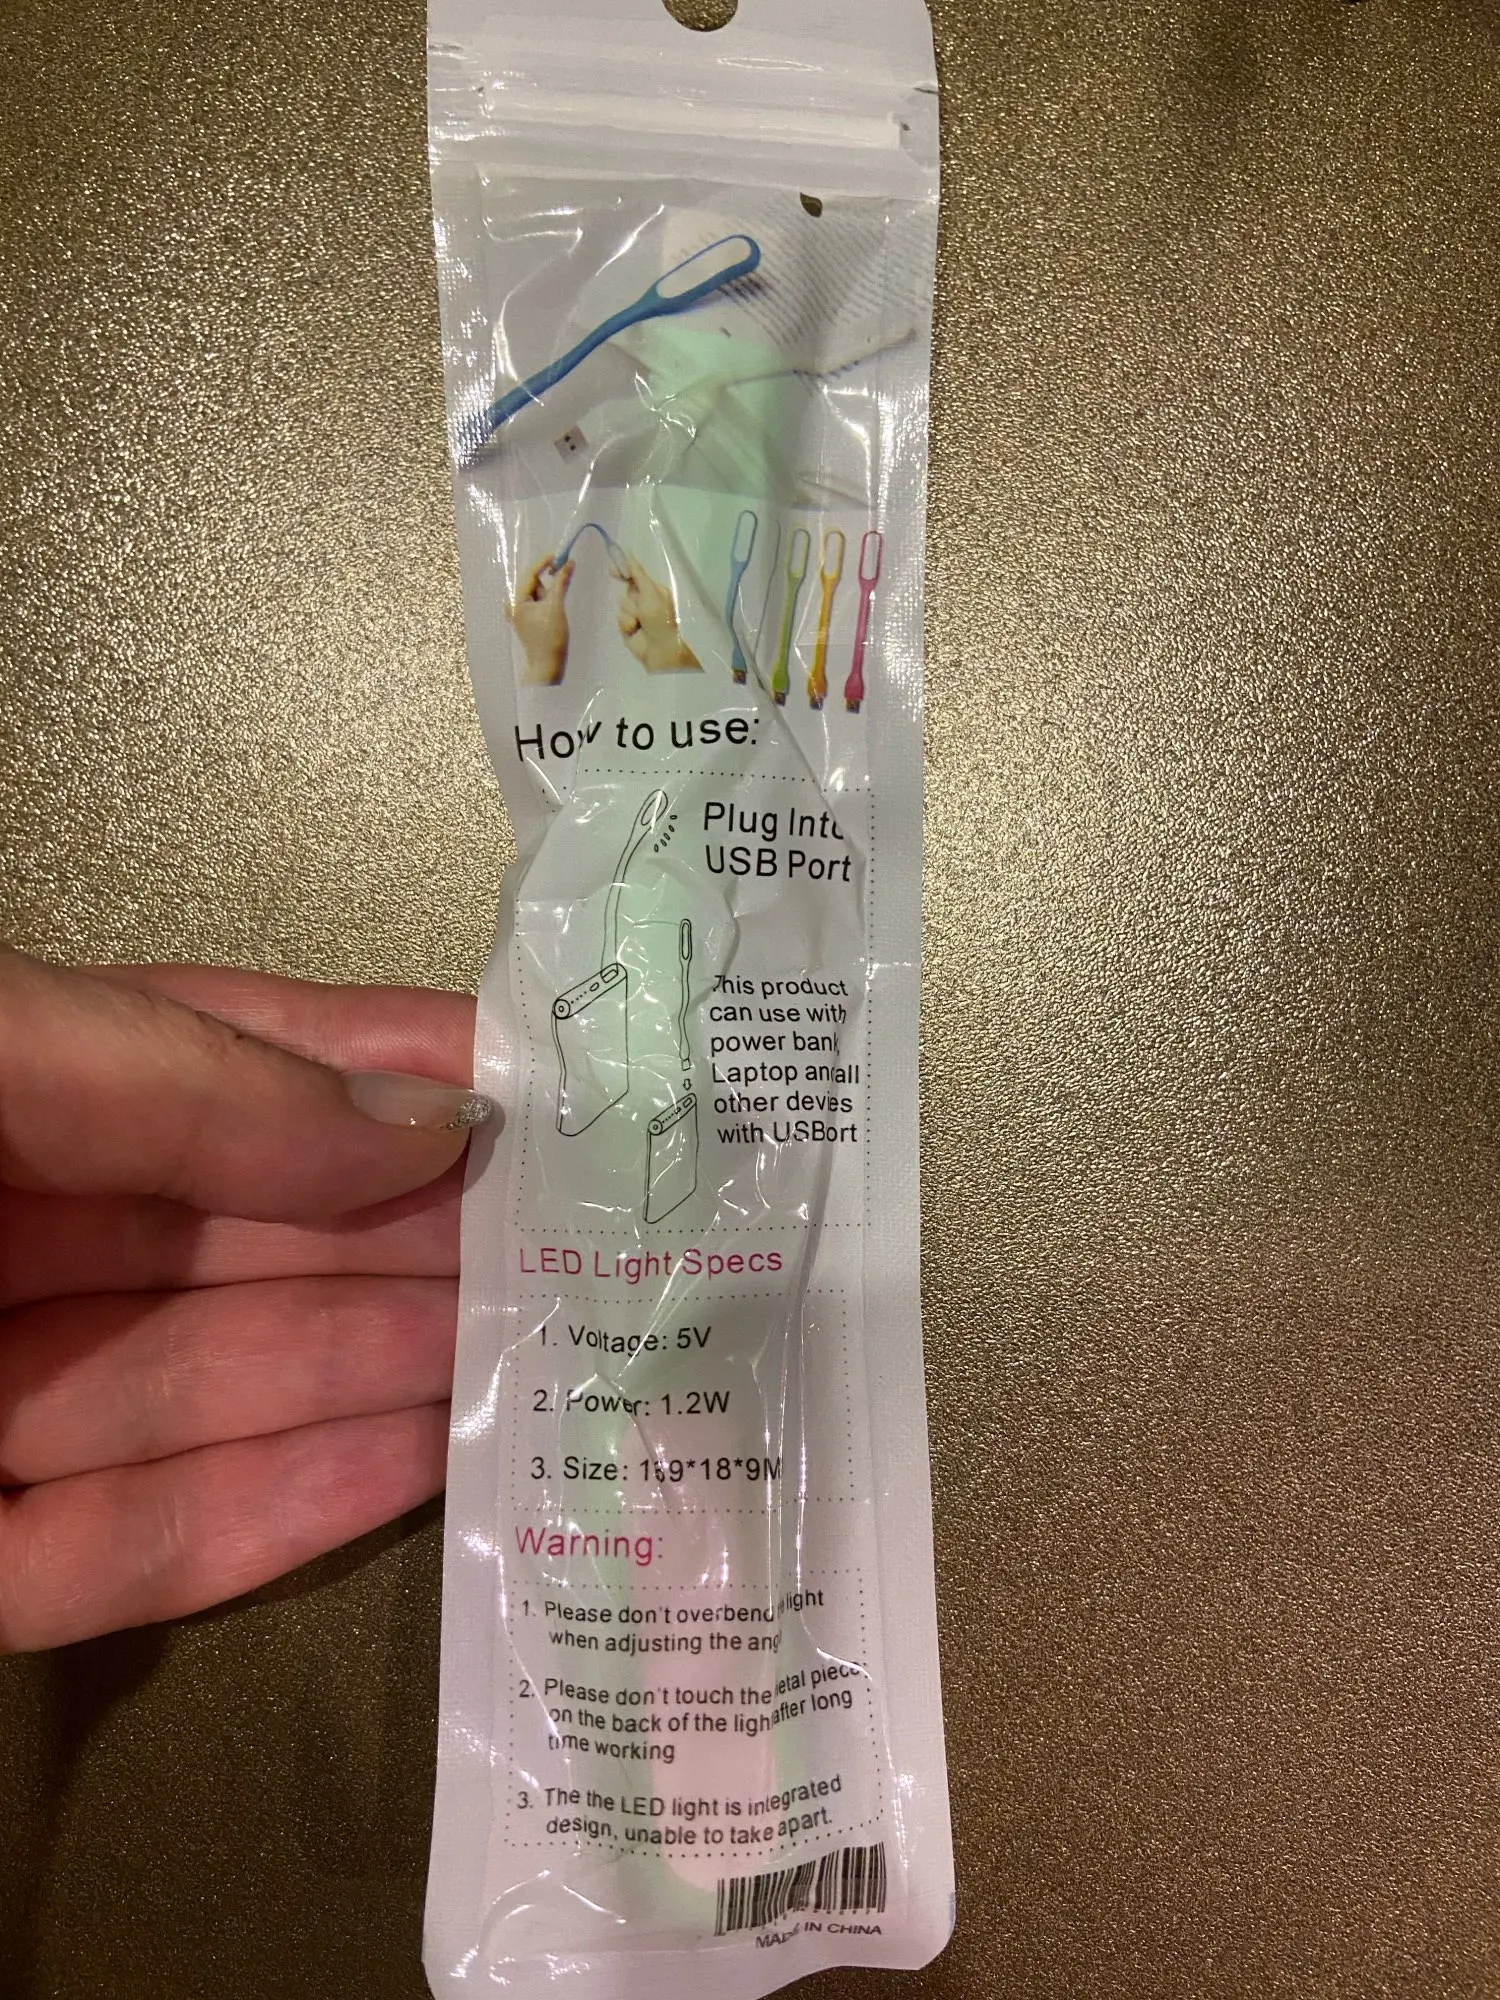 How to use:
Plug Into
USB Port
This product
can use with
power bank,
Laptop and all
other devies
with USBort
LED Light Specs
1. Voltage: 5V
2. Power: 1.2W
3. Size:
Warning:
1. Please don't overbend light
when adjusting the
2. Please don't touch the metal piece
on the back of the light after long
time working
3. The the LED light is integrated
design, unable to take apart.
MADE IN CHINA